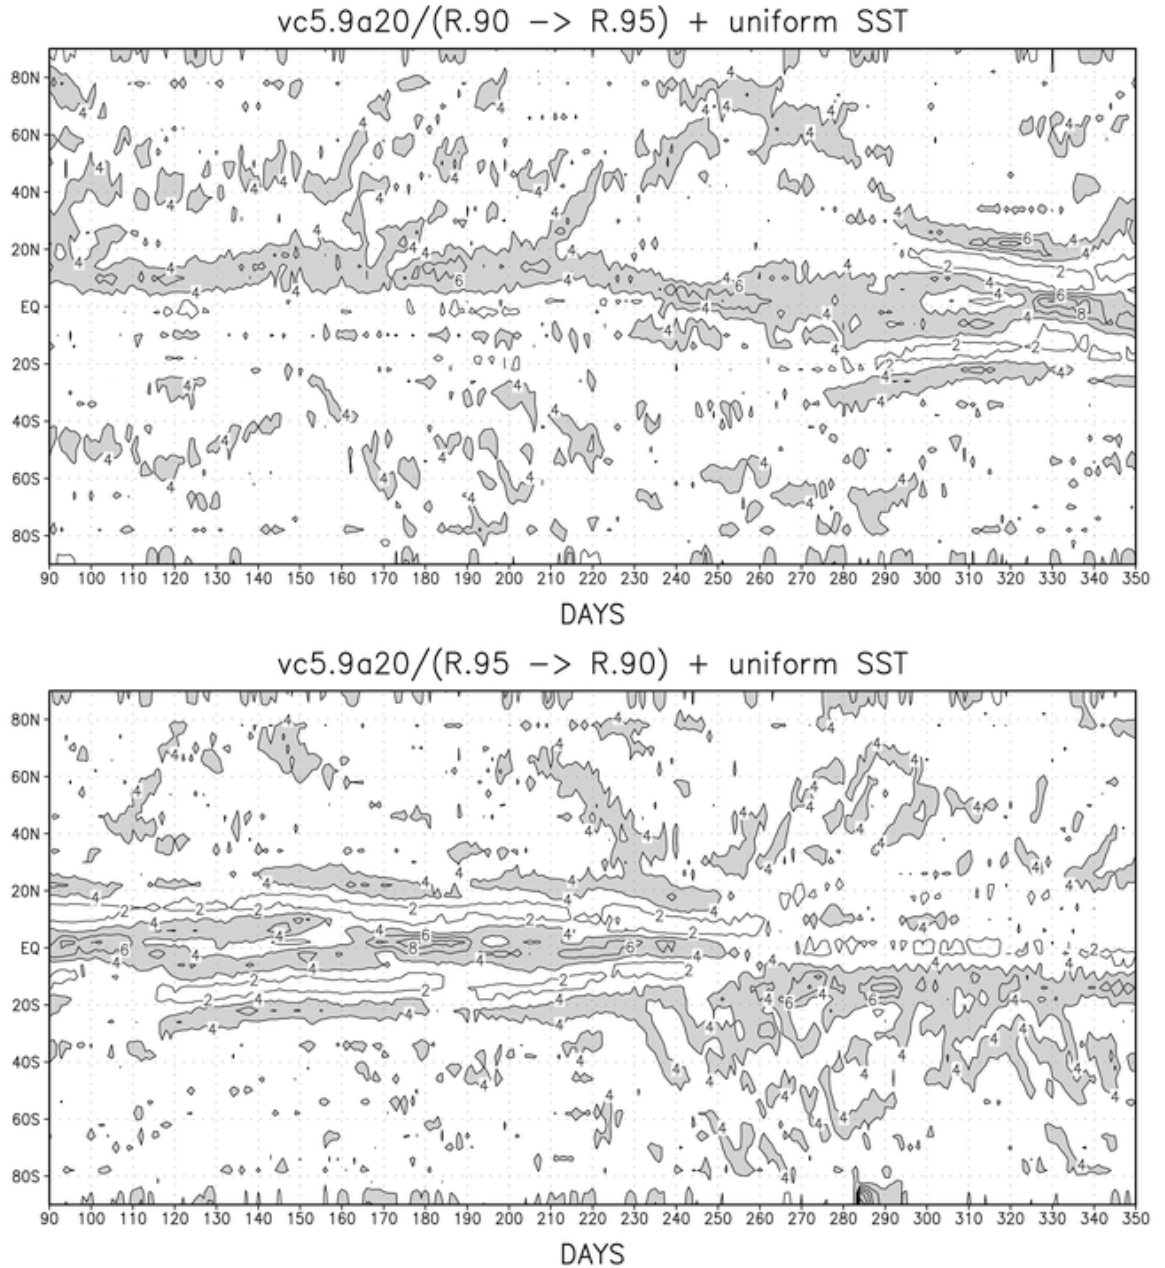 vc5.9a20/(R.90 -> R.95) + uniform SST
80N
60N
40N
20N
EQ
20S
40S
60S
80S
90 100 110 120 130 140 150 160 170 180 190 200 210 220 230 240 250 260 270 280 290 300 310 320 330 340 350
DAYS
vc5.9a20/(R.95 -> R.90) + uniform SST
80N
60N
40N
20N
EQ
20S
40S
60S
80S
90 100 110 120 130 140 150 160 170 180 190 200 210 220 230 240 250 260 270 280 290 300 310 320 330 340 350
DAYS